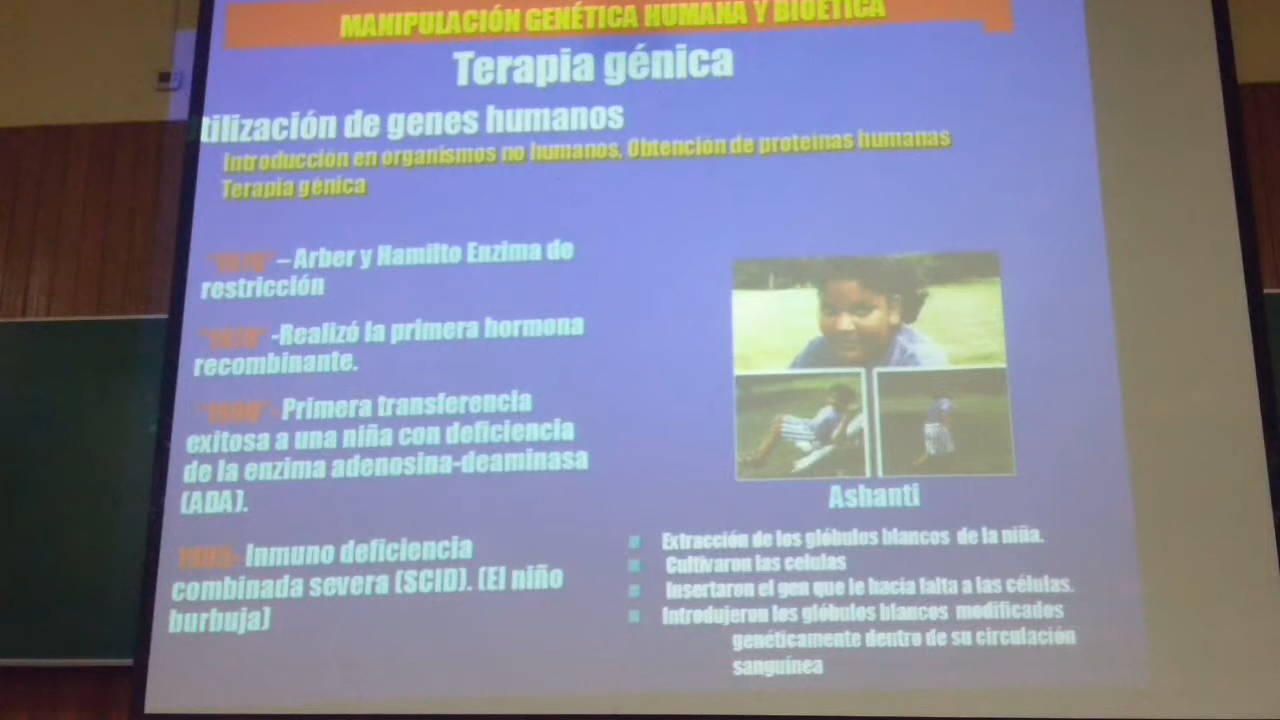 MANIPULACIÓN GENÉTICA HUMANA Y BIOÉTICA
Terapia génica
tilización de genes humanos
Introducción en organismos no humanos. Obtención de proteínas humanas
Terapia génica
– Arber y Hamilto Enzima de
restricción
-Realizó la primera hormona
recombinante.
Primera transferencia
exitosa a una niña con deficiencia
de la enzima adenosina-deaminasa
(ADA).
Inmuno deficiencia
combinada severa (SCID). (El niño
burbuja)
Ashanti
Extracción de los glóbulos blancos de la niña.
Cultivaron las celulas
Insertaron el gen que le hacia falta a las células.
Introdujeron los glóbulos blancos modificados
genéticamente dentro de su circulación
sanguínea